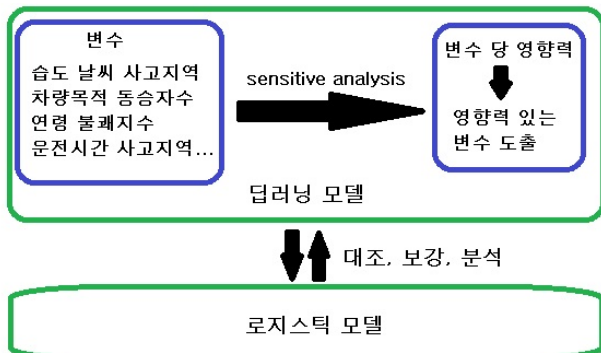 변수
습도 날씨 사고지역
차량목적 동승자수
연령 불쾌지수
운전시간 사고지역...
sensitive analysis
변수 당 영향력
영향력 있는
변수 도출
딥러닝 모델
대조, 보강, 분석
로지스틱 모델